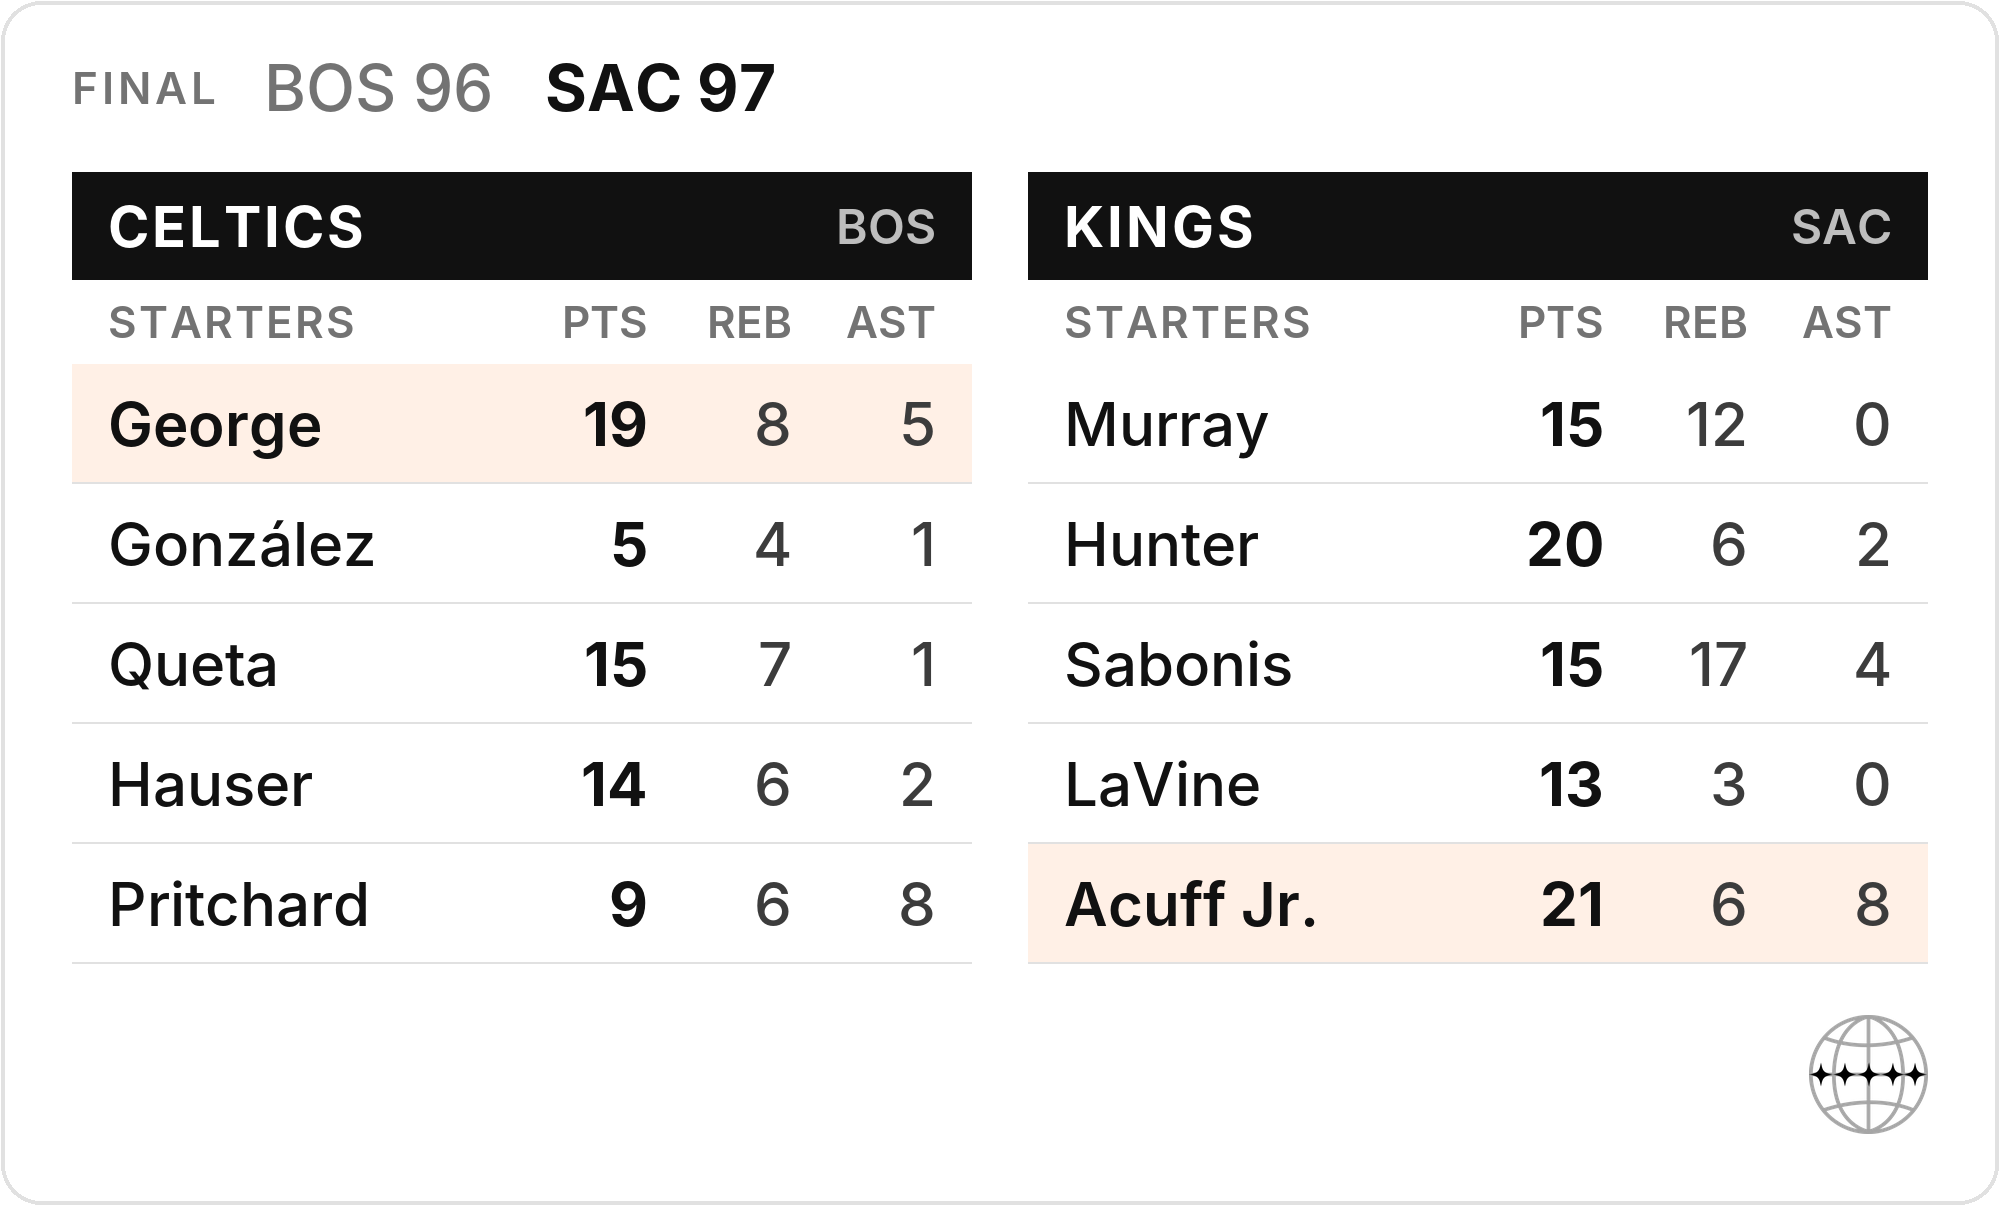 FINAL BOS 96 SAC 97
CELTICS BOS
STARTERS PTS REB AST
George 19 8 5
González 5 4 1
Queta 15 7 1
Hauser 14 6 2
Pritchard 9 6 8
KINGS SAC
STARTERS PTS REB AST
Murray 15 12 0
Hunter 20 6 2
Sabonis 15 17 4
LaVine 13 3 0
Acuff Jr. 21 6 8